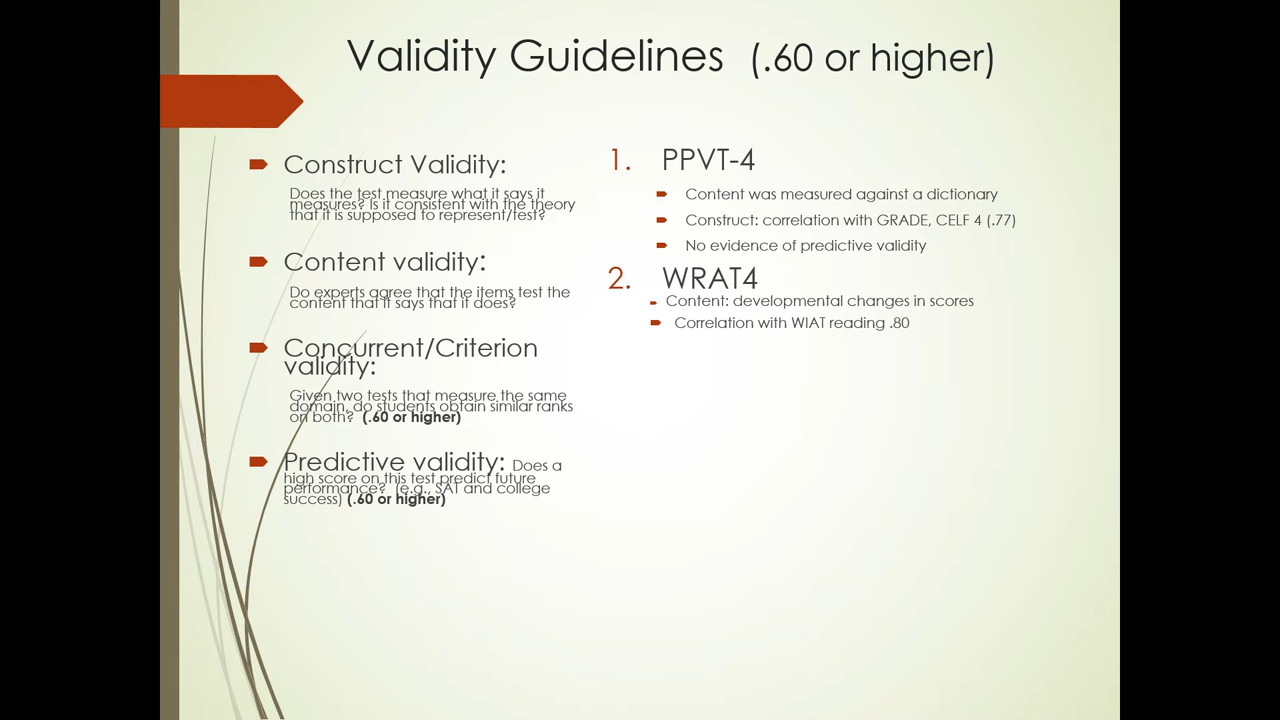 Validity Guidelines (.60 or higher)
Construct Validity:
Does the test measure what it says it
measures? Is it consistent with the theory
that it is supposed to represent/test?
Content validity:
Do experts agree that the items test the
content that it says that it does?
Concurrent/Criterion
validity:
Given two tests that measure the same
domain, do students obtain similar ranks
on both? (.60 or higher)
Predictive validity: Does a
high score on this test predict future
performance? (e.g., SAT and college
success) (.60 or higher)
1. PPVT-4
Content was measured against a dictionary
Construct: correlation with GRADE, CELF 4 (.77)
No evidence of predictive validity
2. WRAT4
Content: developmental changes in scores
Correlation with WIAT reading .80